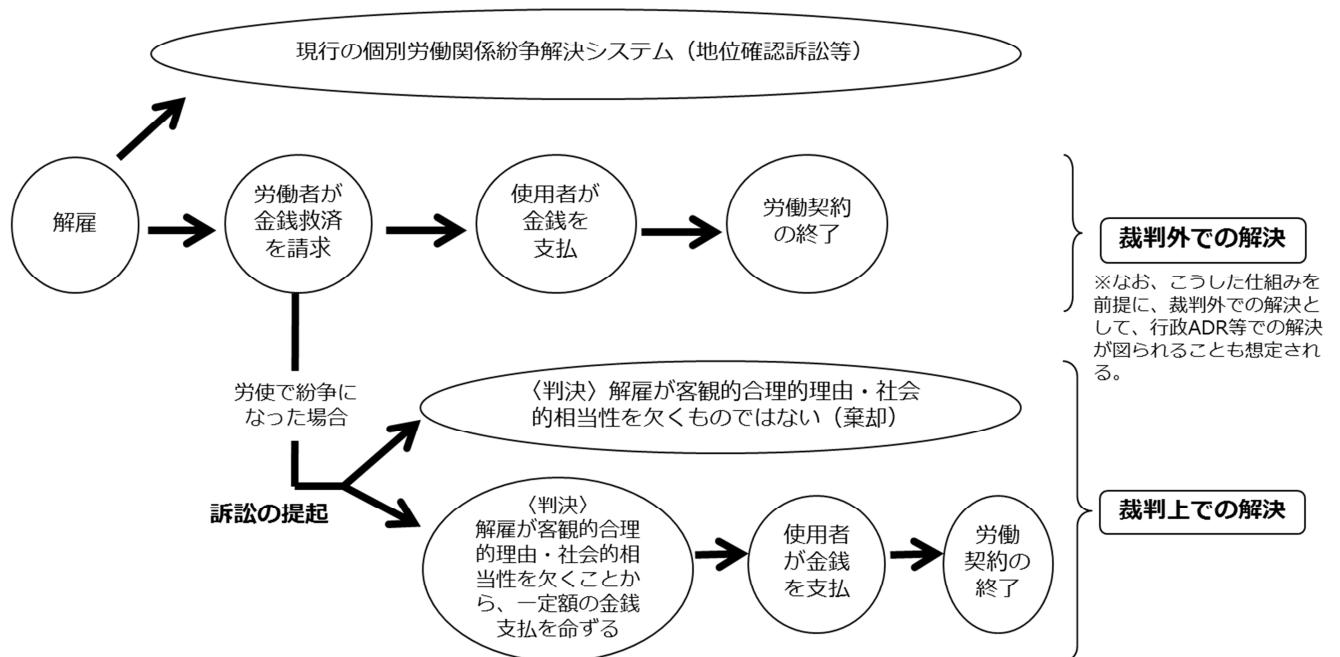 現行の個別労働関係紛争解決システム（地位確認訴訟等）
解雇
労働者が
金銭救済
を請求
使用者が
金銭を
支払
労働契約
の終了
裁判外での解決
※なお、こうした仕組みを
前提に、裁判外での解決と
して、行政ADR等での解決
が図られることも想定され
る。
労使で紛争に
なった場合
訴訟の提起
〈判決〉解雇が客観的合理的理由・社会
的相当性を欠くものではない（棄却）
〈判決〉
解雇が客観的合理
的理由・社会的相
当性を欠くことか
ら、一定額の金銭
支払を命ずる
使用者
が金銭
を支払
労働
契約の
終了
裁判上での解決